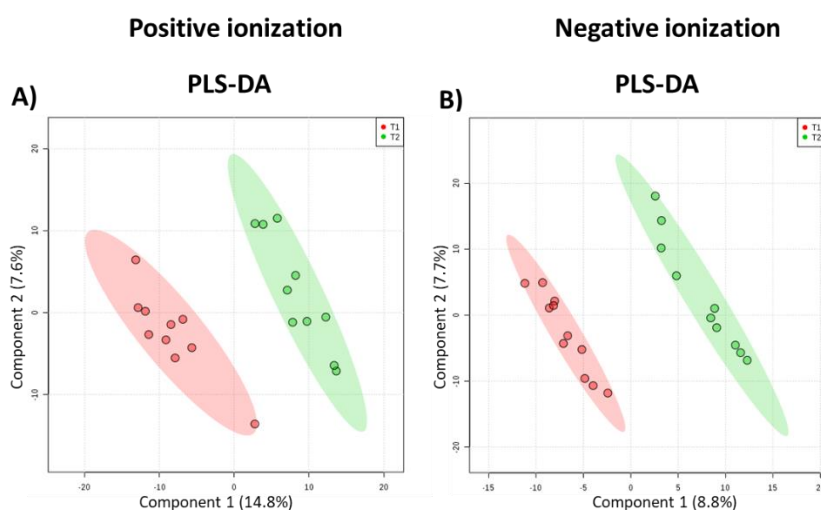 Positive ionization
Negative ionization
PLS-DA
PLS-DA
A)
B)
T1
T2
T1
T2
20
10
0
-10
Component 2 (7.6%)
-20
-10
0
10
20
Component 1 (14.8%)
20
10
0
-10
-20
Component 2 (7.7%)
-15
-10
-5
0
5
10
15
20
Component 1 (8.8%)